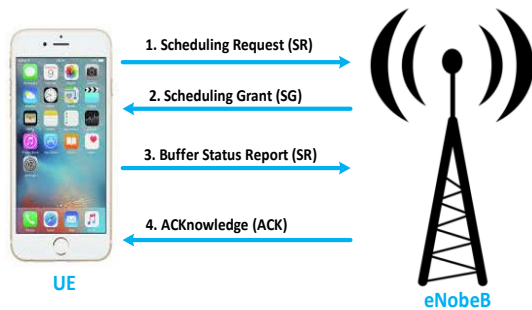 1. Scheduling Request (SR)
2. Scheduling Grant (SG)
3. Buffer Status Report (SR)
4. ACKnowledge (ACK)
UE
eNobeB